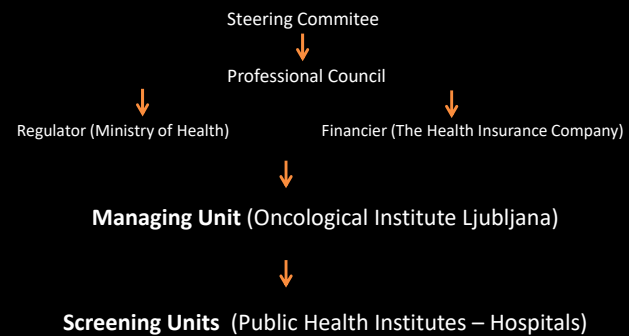 Steering Commitee
Professional Council
Regulator (Ministry of Health)
Financier (The Health Insurance Company)
Managing Unit (Oncological Institute Ljubljana)
Screening Units (Public Health Institutes – Hospitals)